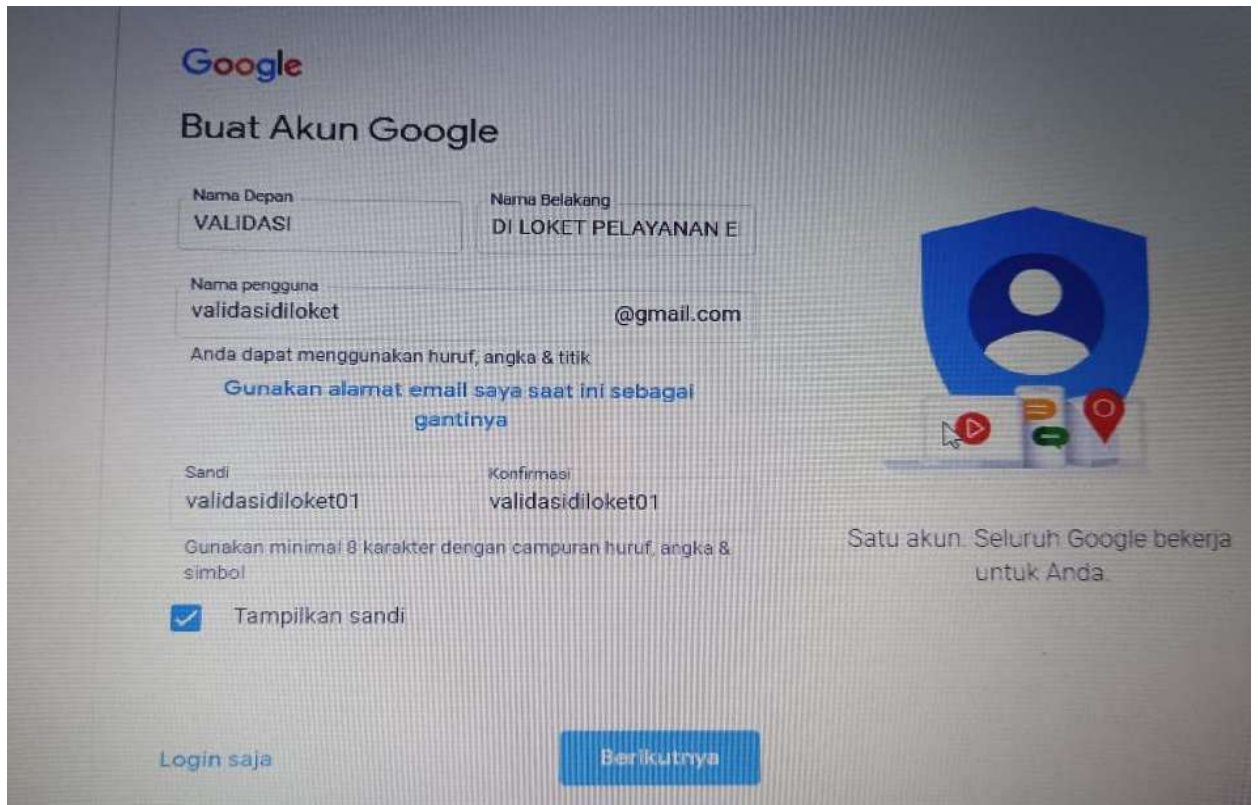 Google
Buat Akun Google
Nama Depan
VALIDASI
Nama Belakang
DI LOKET PELAYANAN E
Nama pengguna
validasidiloket
@gmail.com
Anda dapat menggunakan huruf, angka & titik
Gunakan alamat email saya saat ini sebagai
gantinya
Sandi
validasidiloket01
Konfirmasi
validasidiloket01
Gunakan minimal 8 karakter dengan campuran huruf, angka &
simbol
Tampilkan sandi
Login saja
Berikutnya
Satu akun. Seluruh Google bekerja
untuk Anda.